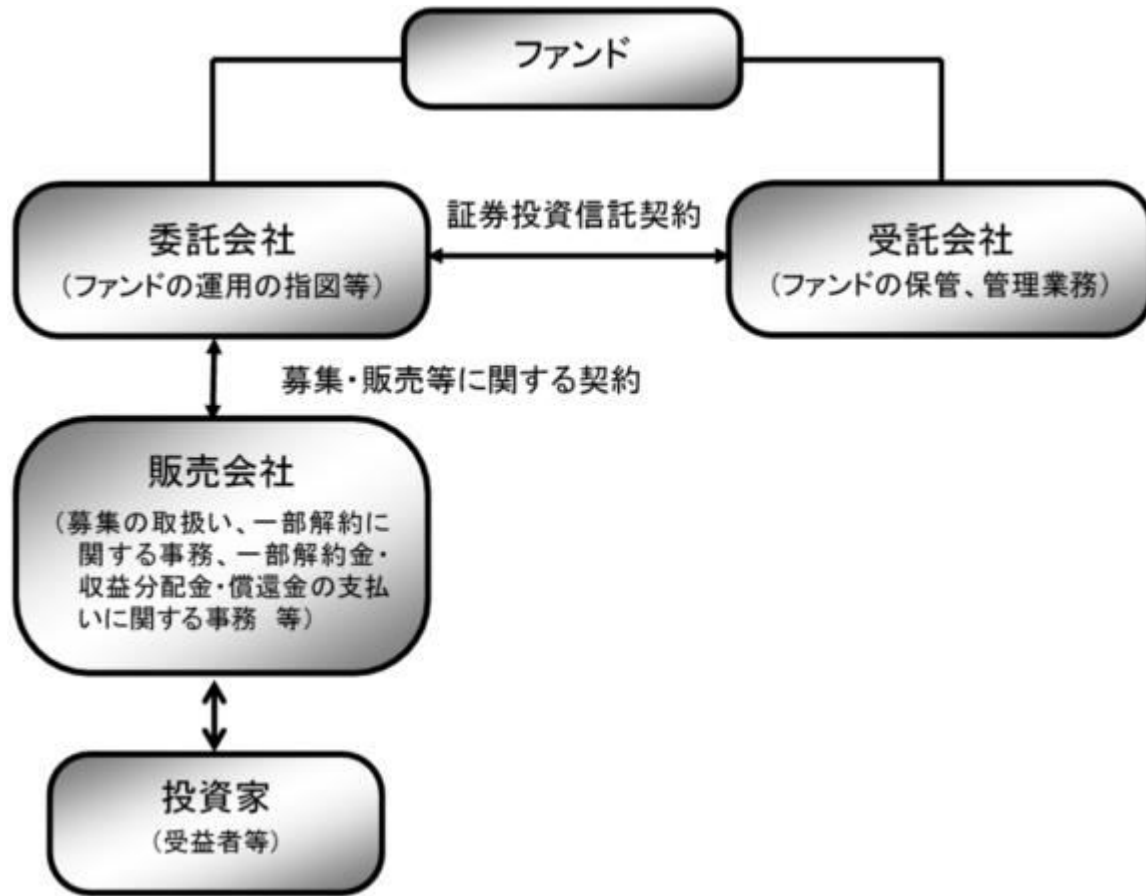 ファンド
証券投資信託契約
委託会社
(ファンドの運用の指図等)
受託会社
(ファンドの保管、管理業務)
募集・販売等に関する契約
販売会社
(募集の取扱い、一部解約に
関する事務、一部解約金・
収益分配金・償還金の支払
いに関する事務 等)
投資家
(受益者等)